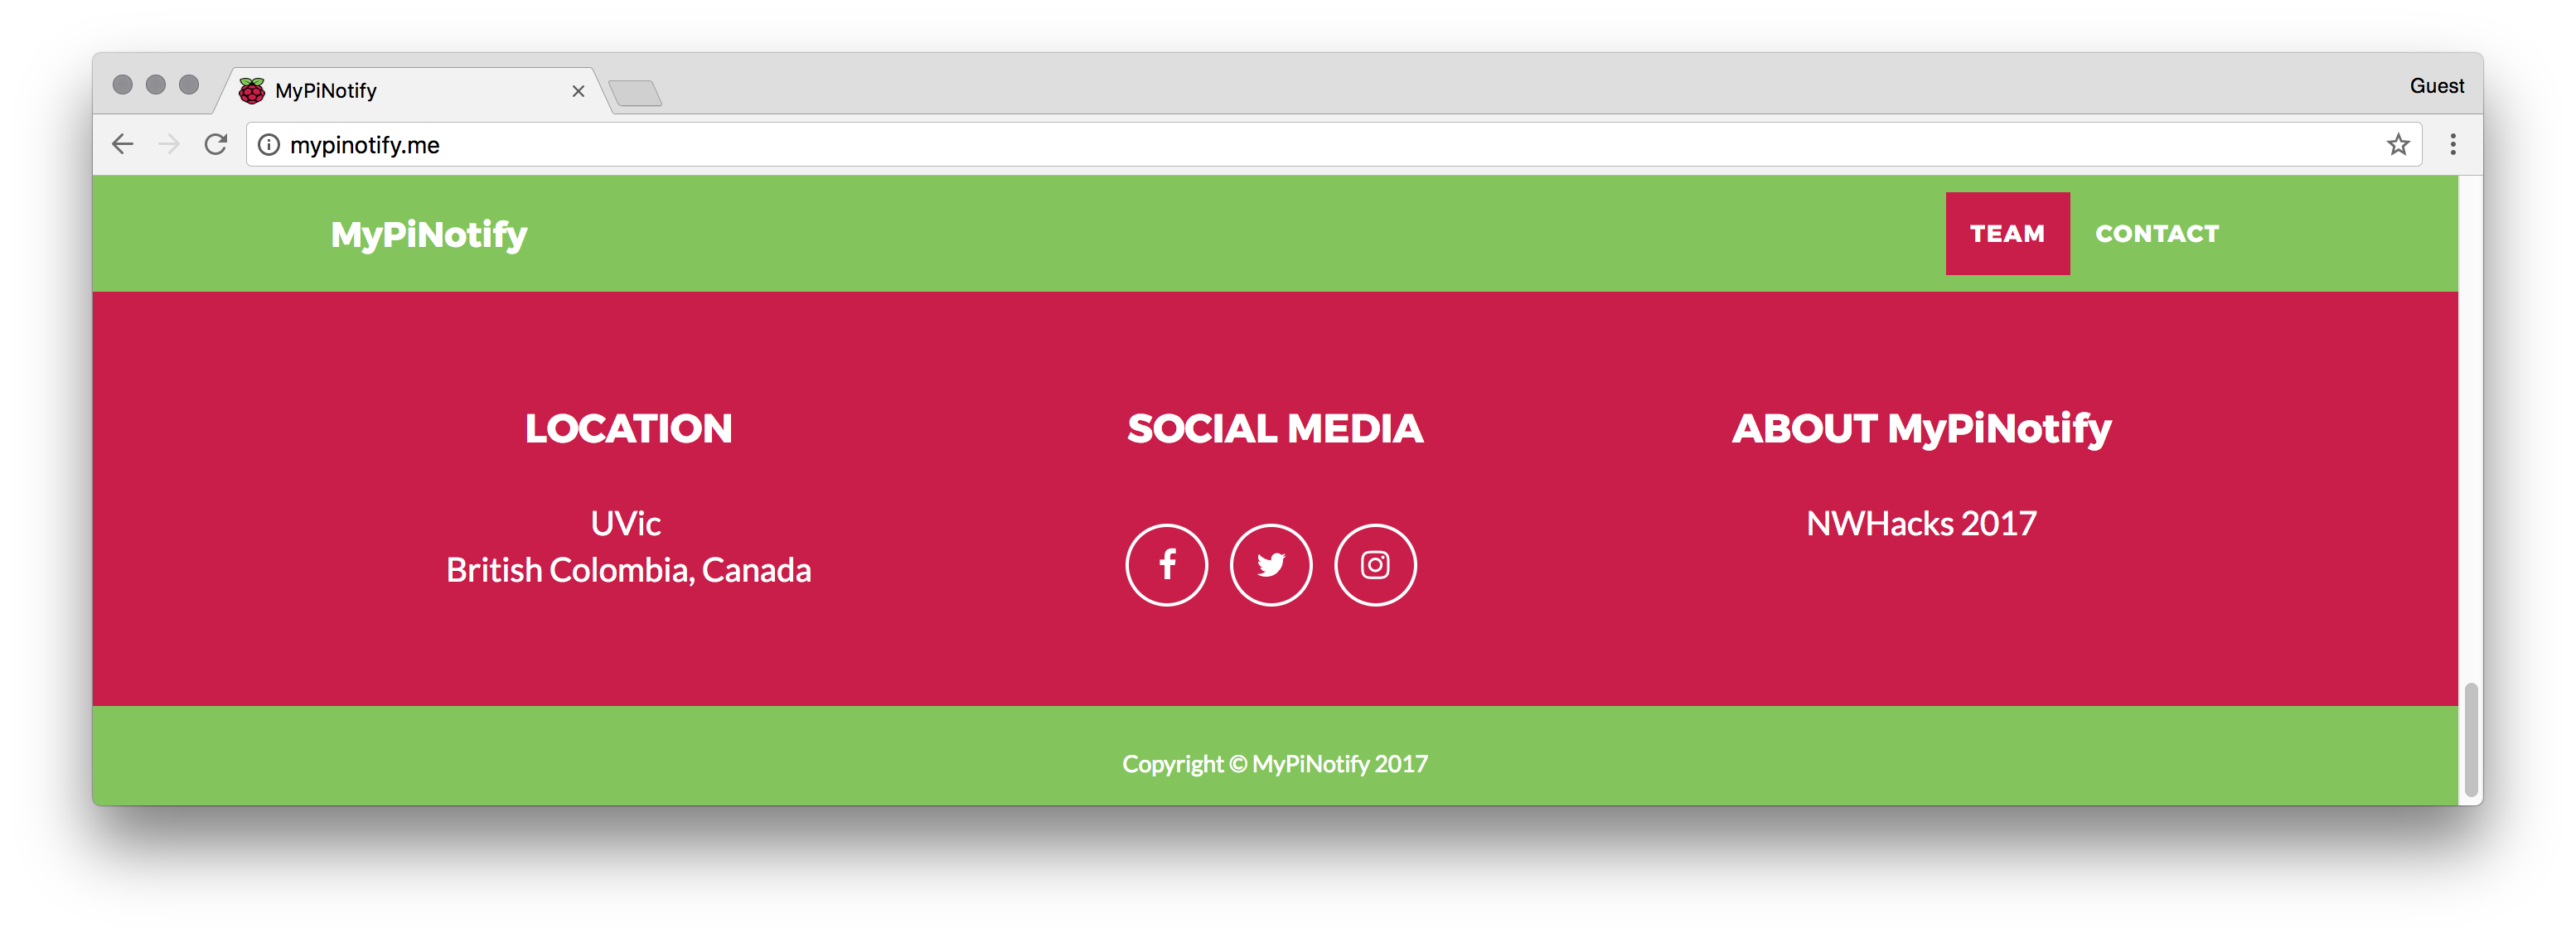 MyPiNotify
Guest
mypinotify.me
MyPiNotify
TEAM
CONTACT
LOCATION
UVic
British Colombia, Canada
SOCIAL MEDIA
ABOUT MyPiNotify
NWHacks 2017
Copyright © MyPiNotify 2017